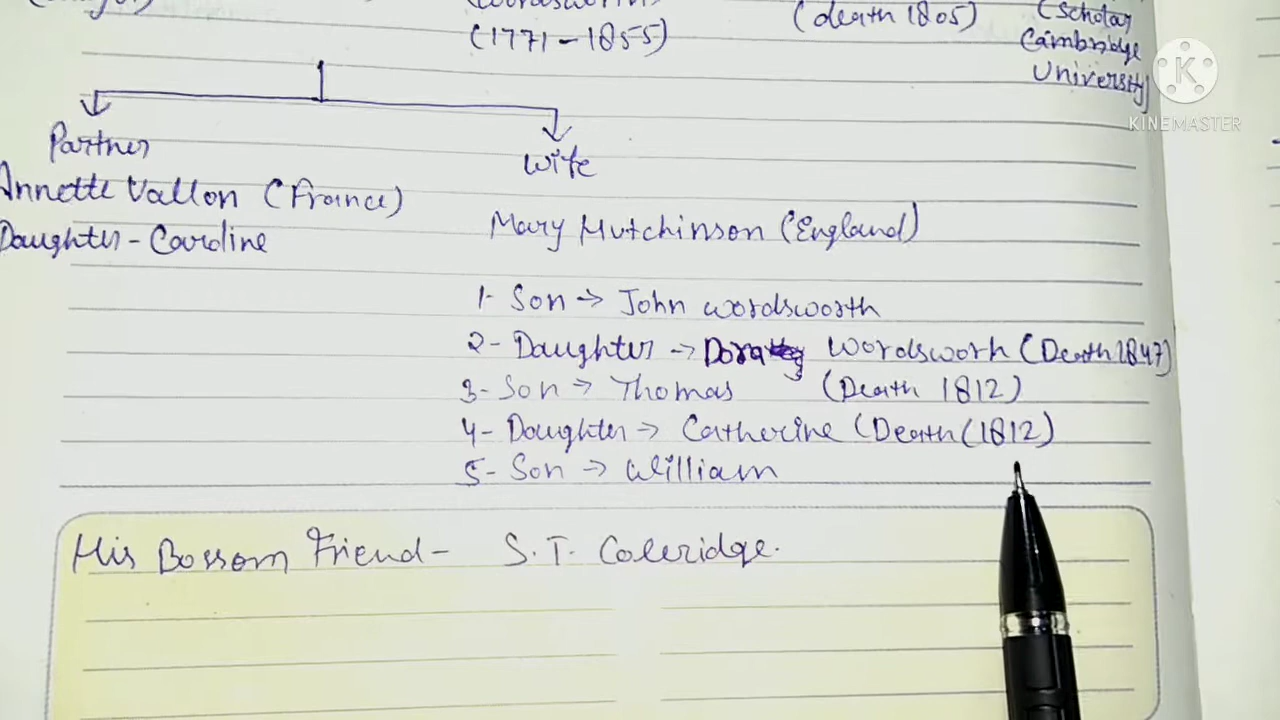 (death 1805)
(Scholar
(1771-1855)
Cambridge
University)
KINEMASTER
Partner
Wife
Annette Vallon (France)
Mary Hutchinson (England)
Daughter - Caroline
1- Son → John wordsworth
2- Daughter → Dora Wordsworh (Death 1847)
3- Son → Thomas (Death 1812)
4- Daughter → Catherine (Death (1812)
5- Son → William
His Bossom Friend- S.T. Coleridge.